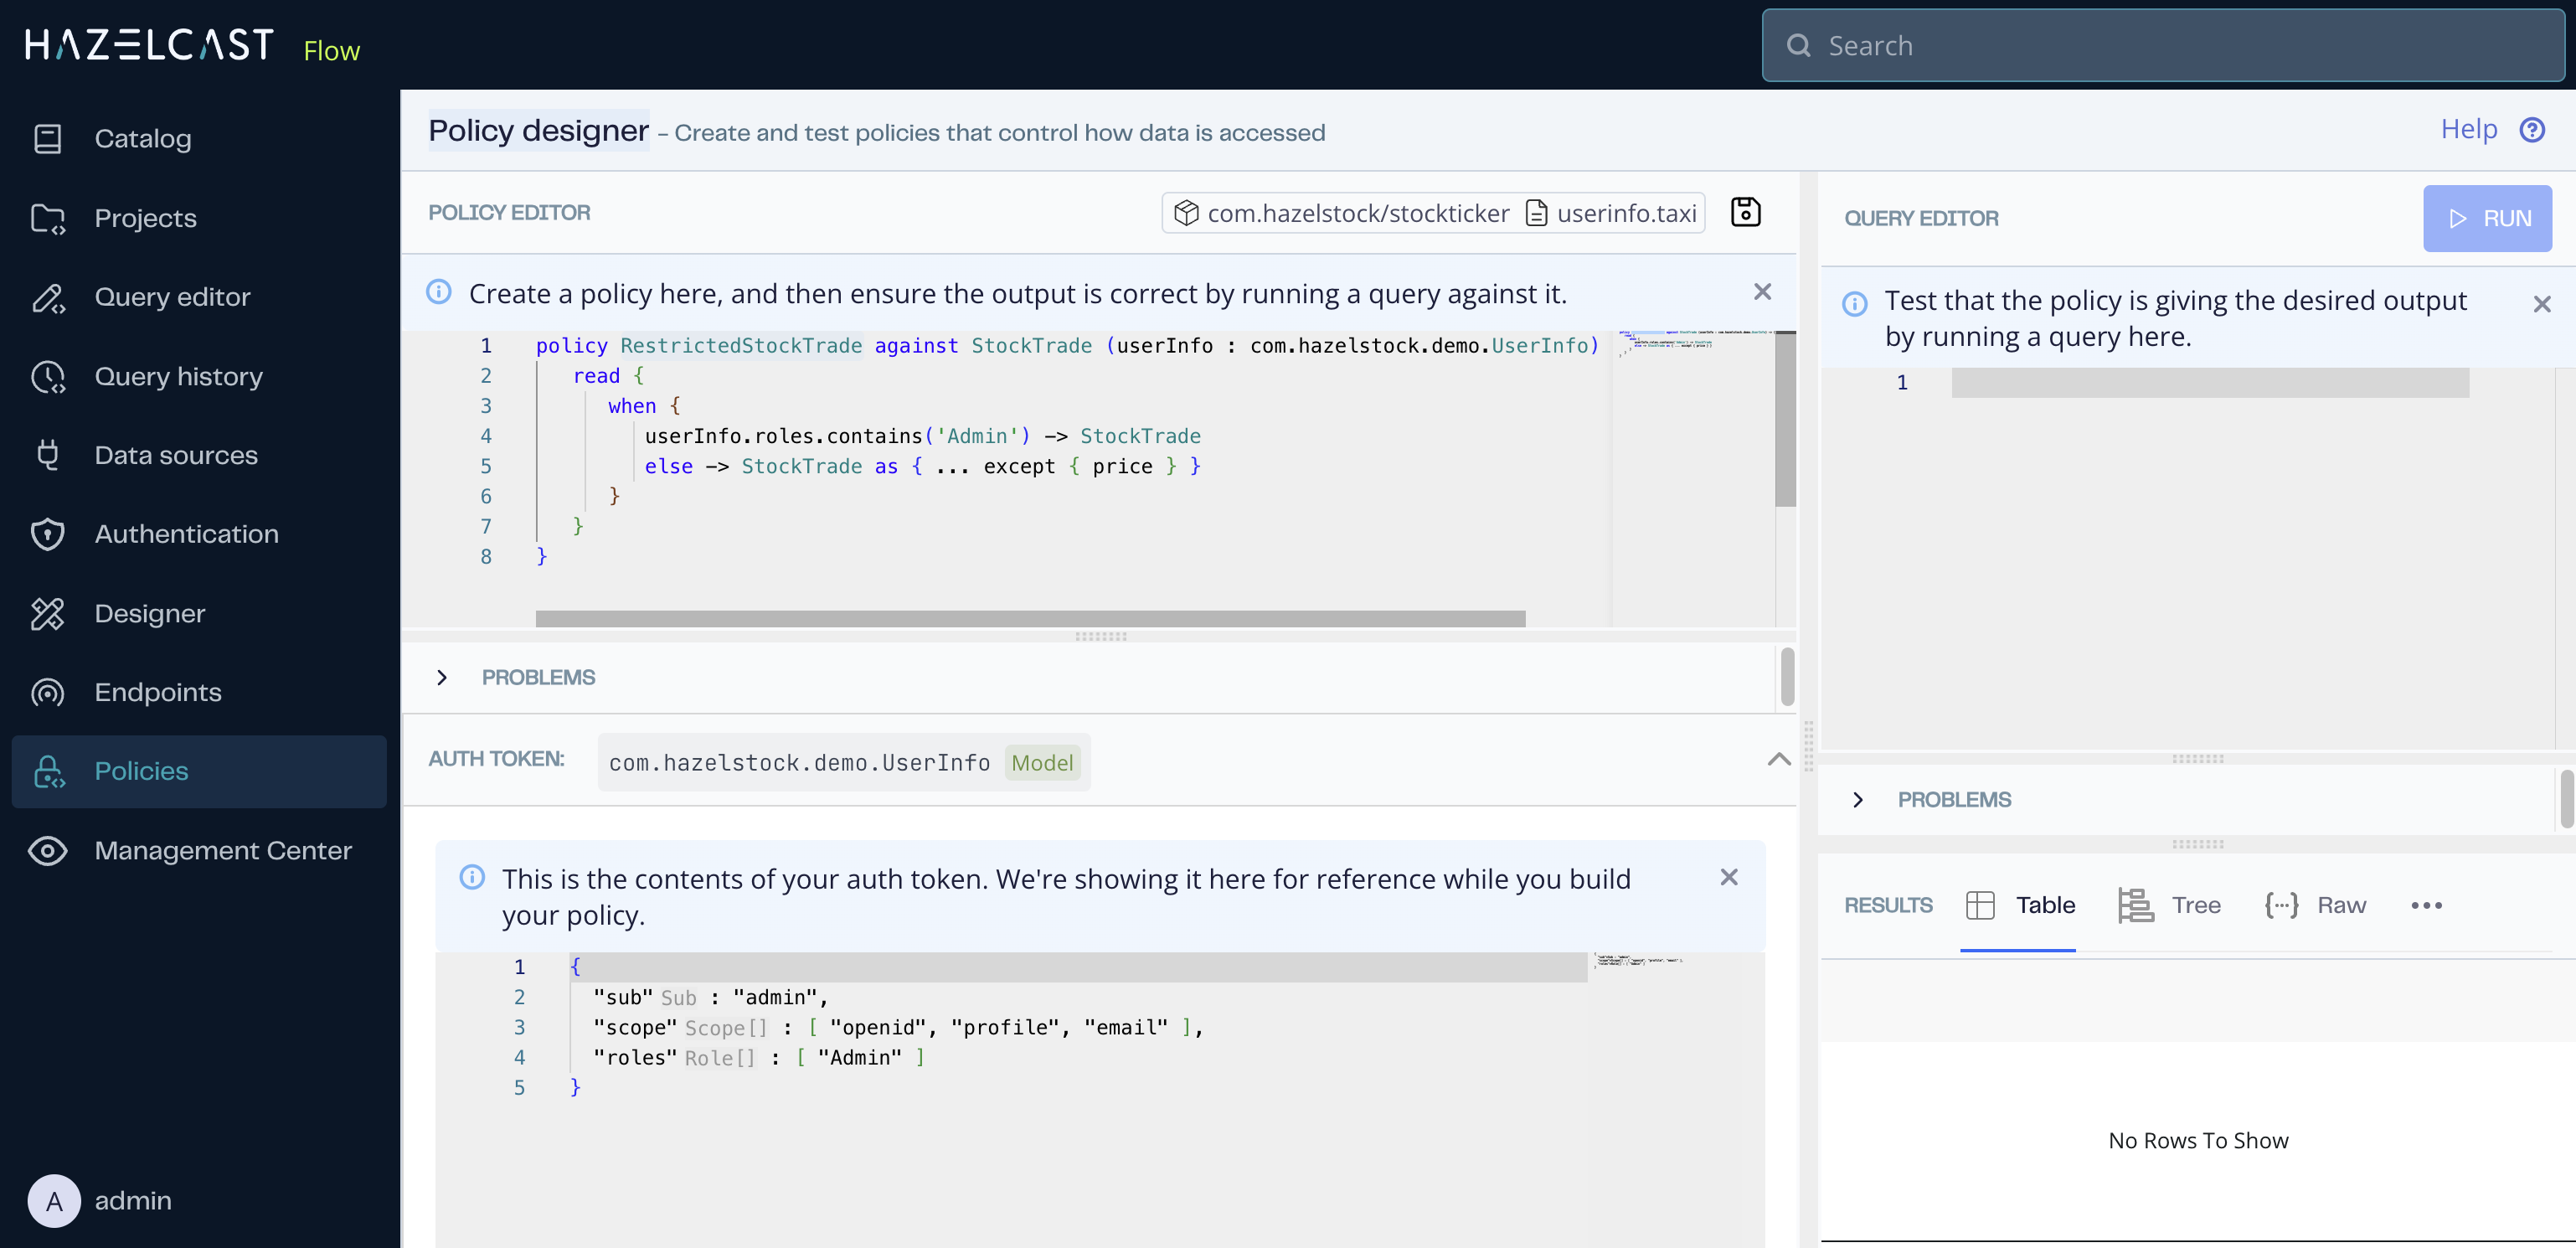 HAZELCAST Flow
Search
Catalog
Projects
Query editor
Query history
Data sources
Authentication
Designer
Endpoints
Policies
Management Center
A admin
Policy designer – Create and test policies that control how data is accessed
Help
POLICY EDITOR
com.hazelstock/stockticker userinfo.taxi
Create a policy here, and then ensure the output is correct by running a query against it.
1 policy RestrictedStockTrade against StockTrade (userInfo : com.hazelstock.demo.UserInfo)
2 read {
3 when {
4 userInfo.roles.contains('Admin') -> StockTrade
5 else -> StockTrade as { ... except { price } }
6 }
7 }
8 }
PROBLEMS
AUTH TOKEN: com.hazelstock.demo.UserInfo Model
This is the contents of your auth token. We're showing it here for reference while you build
your policy.
1 {
2 "sub" Sub : "admin",
3 "scope" Scope[] : [ "openid", "profile", "email" ],
4 "roles" Role[] : [ "Admin" ]
5 }
QUERY EDITOR
RUN
Test that the policy is giving the desired output
by running a query here.
1
PROBLEMS
RESULTS Table Tree Raw
No Rows To Show